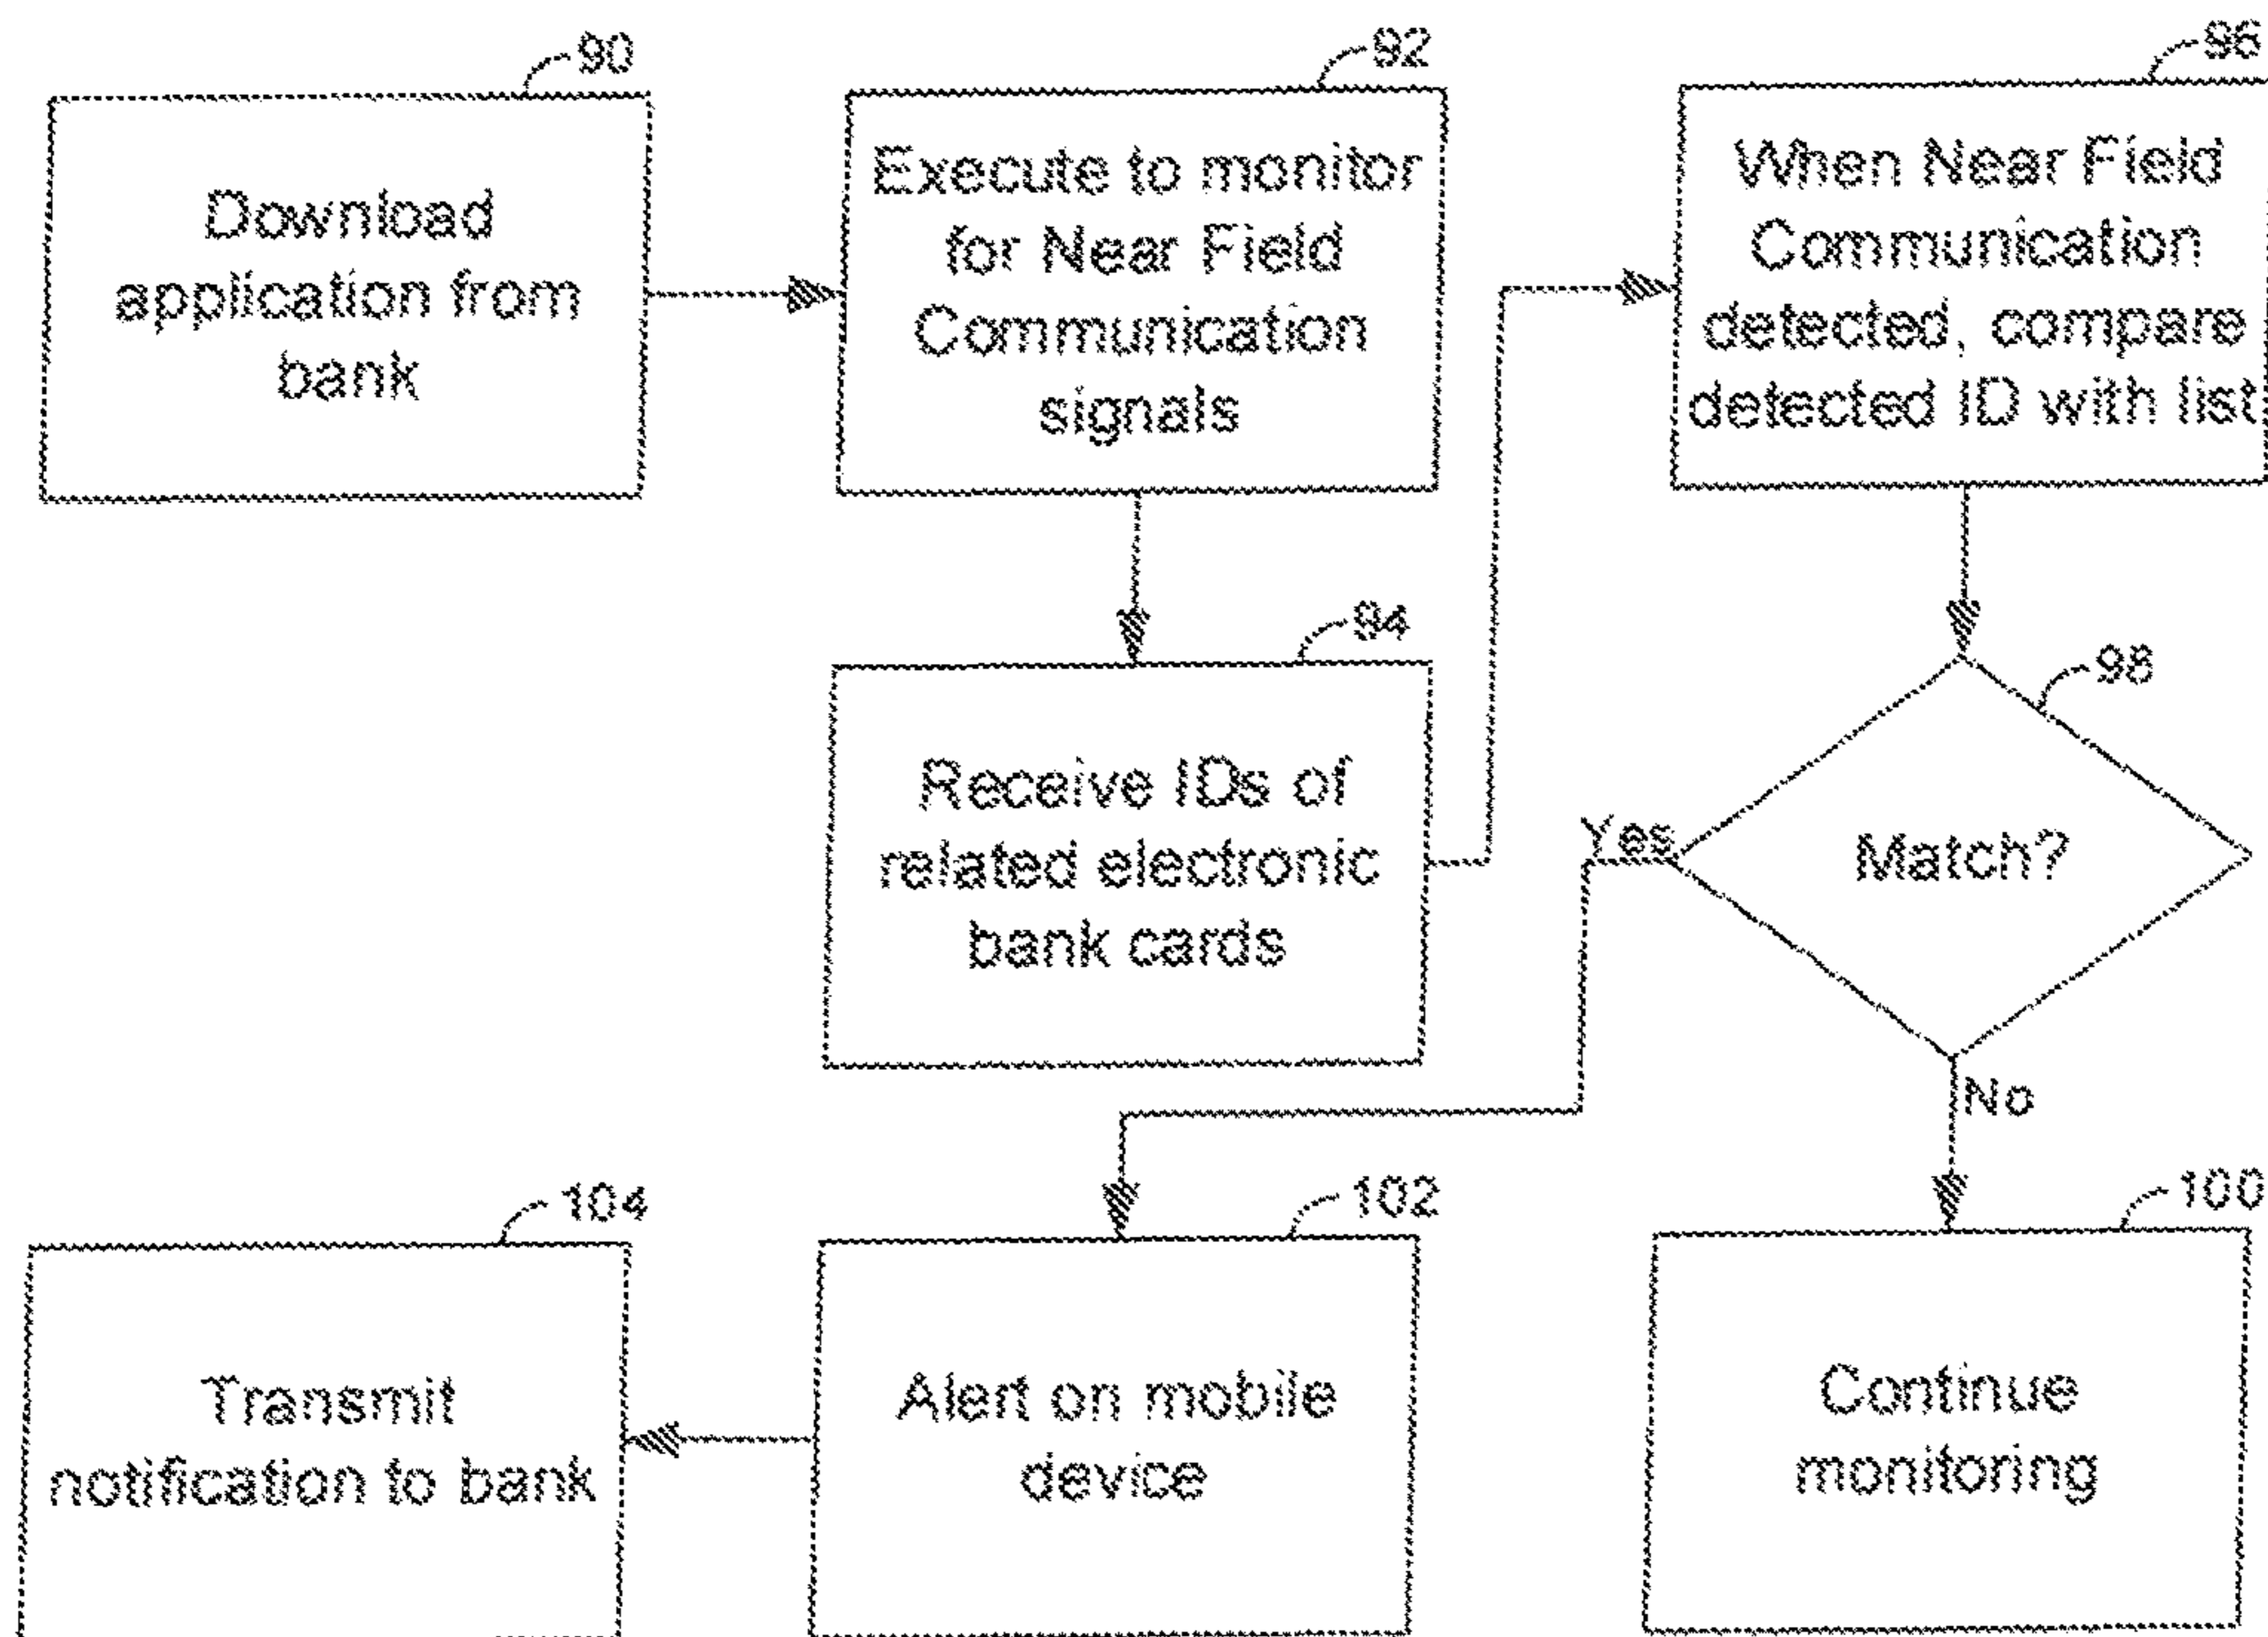 90
Download
application from
bank
92
Execute to monitor
for Near Field
Communication
signals
94
Receive IDs of
related electronic
bank cards
96
When Near Field
Communication
detected, compare
detected ID with list
98
Match?
Yes
No
100
Continue
monitoring
102
Alert on mobile
device
104
Transmit
notification to bank